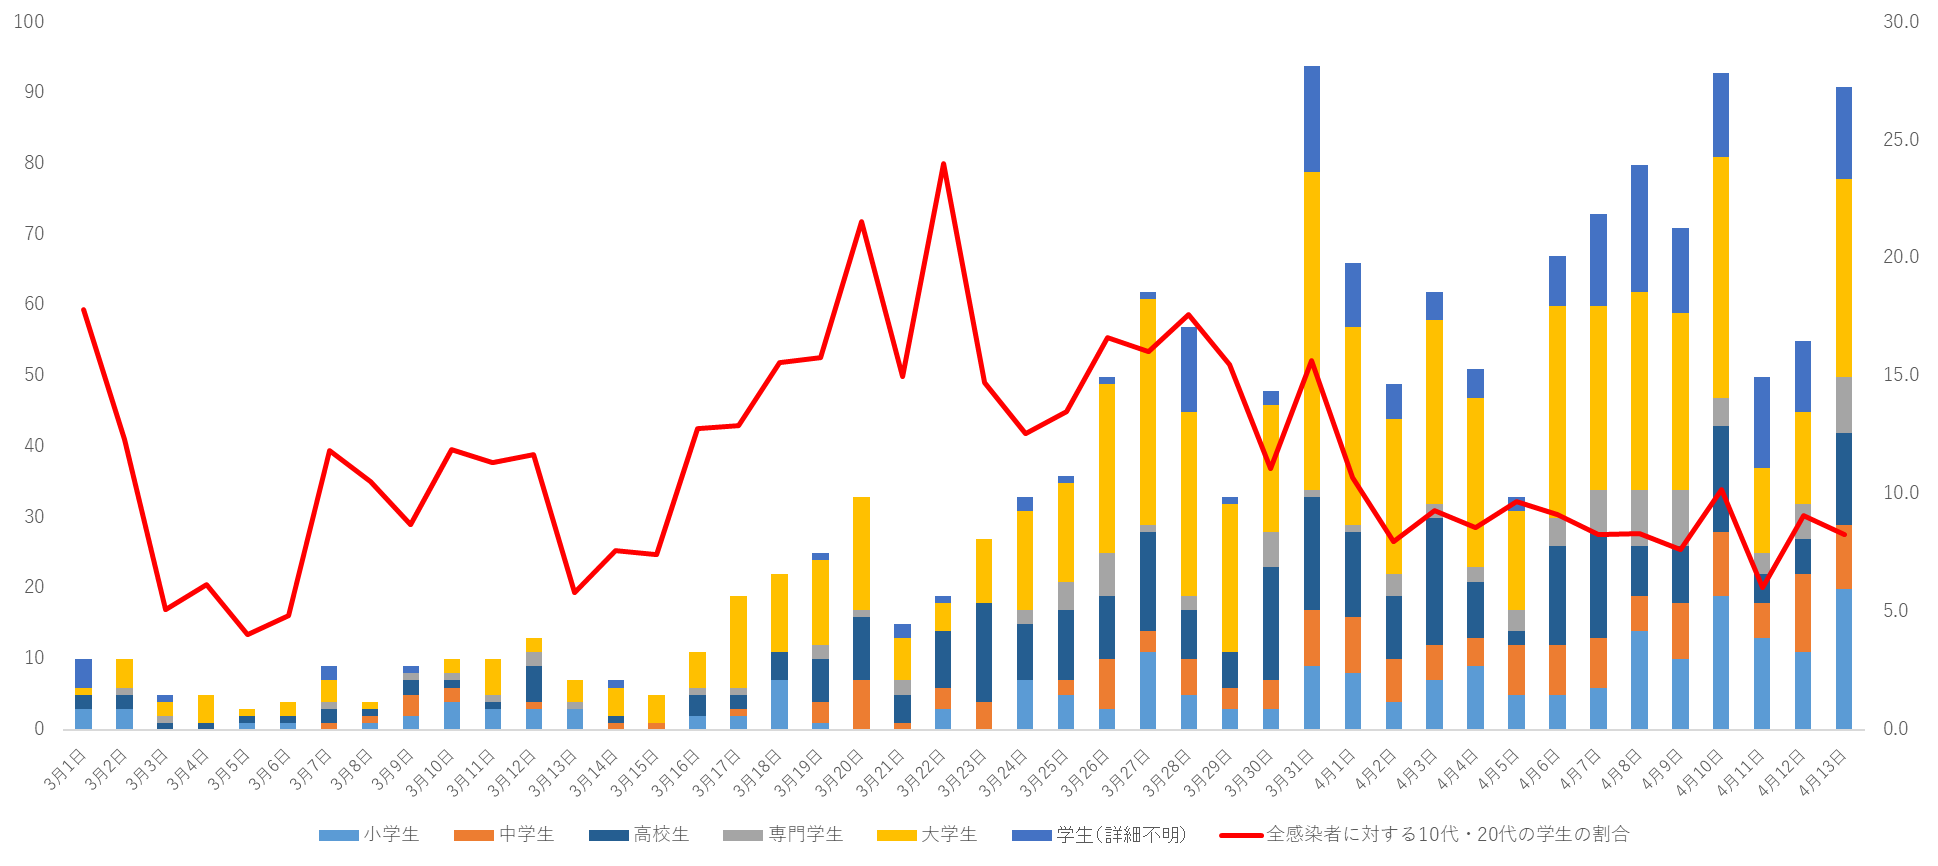 100
90
80
70
60
50
40
30
20
10
0
30.0
25.0
20.0
15.0
10.0
5.0
0.0
3月1日
3月2日
3月3日
3月4日
3月5日
3月6日
3月7日
3月8日
3月9日
3月10日
3月11日
3月12日
3月13日
3月14日
3月15日
3月16日
3月17日
3月18日
3月19日
3月20日
3月21日
3月22日
3月23日
3月24日
3月25日
3月26日
3月27日
3月28日
3月29日
3月30日
3月31日
4月1日
4月2日
4月3日
4月4日
4月5日
4月6日
4月7日
4月8日
4月9日
4月10日
4月11日
4月12日
4月13日
小学生
中学生
高校生
専門学生
大学生
学生(詳細不明)
全感染者に対する10代・20代の学生の割合